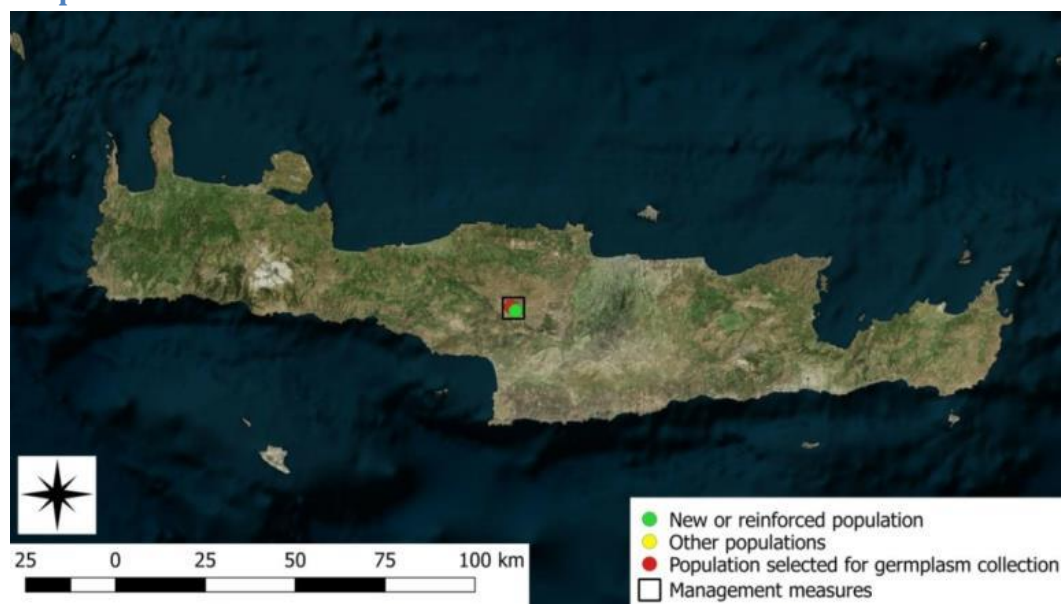 New or reinforced population
Other populations
Population selected for germplasm collection
Management measures
25 0 25 50 75 100 km